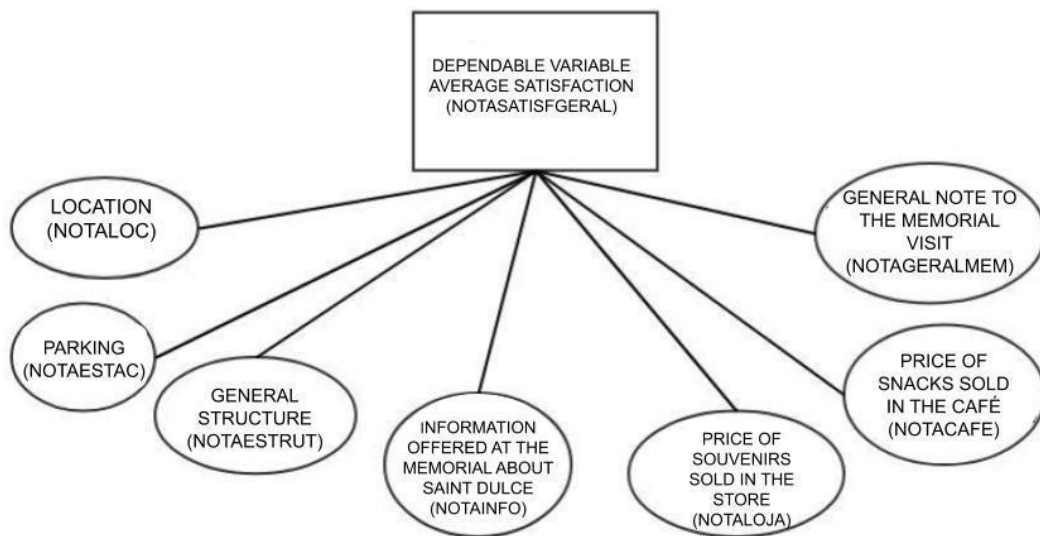 DEPENDABLE VARIABLE
AVERAGE SATISFACTION
(NOTASATISFGERAL)
LOCATION
(NOTALOC)
PARKING
(NOTAESTAC)
GENERAL
STRUCTURE
(NOTAESTRUT)
INFORMATION
OFFERED AT THE
MEMORIAL ABOUT
SAINT DULCE
(NOTAINFO)
PRICE OF
SOUVENIRS
SOLD IN THE
STORE
(NOTALOJA)
PRICE OF
SNACKS SOLD
IN THE CAFÉ
(NOTACAFE)
GENERAL NOTE TO
THE MEMORIAL
VISIT
(NOTAGERALMEM)